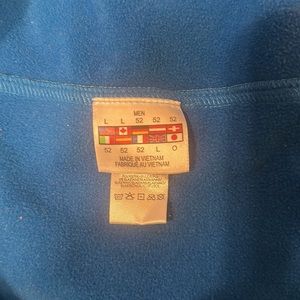 MEN
L L 52 52 52
52 52 52 L O
MADE IN VIETNAM
FABRIQUÉ AU VIETNAM